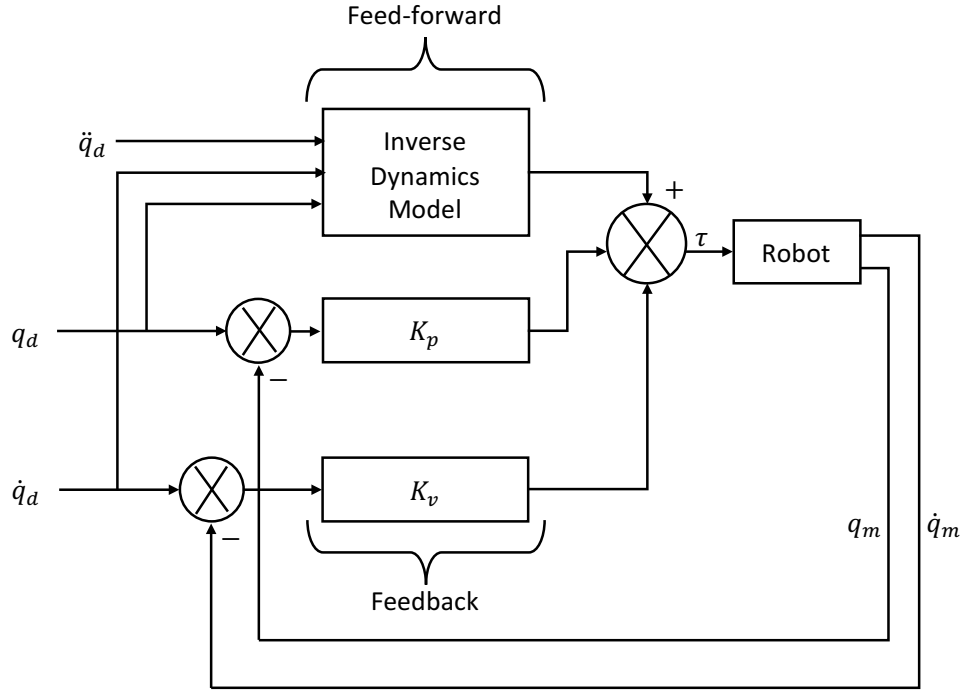 Feed-forward
q̈_d
Inverse
Dynamics
Model
+
τ
Robot
q_d
K_p
−
q̇_d
K_v
−
q_m
q̇_m
Feedback